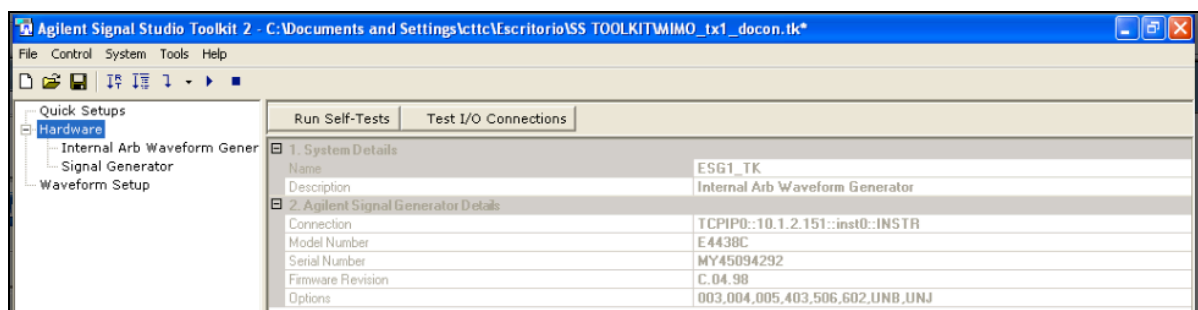 Agilent Signal Studio Toolkit 2 - C:\Documents and Settings\cttc\Escritorio\SS TOOLKIT\MIMO_tx1_docon.tk*
File Control System Tools Help
Quick Setups
Hardware
Internal Arb Waveform Gener
Signal Generator
Waveform Setup
Run Self-Tests Test I/O Connections
1. System Details
Name ESG1_TK
Description Internal Arb Waveform Generator
2. Agilent Signal Generator Details
Connection TCPIP0::10.1.2.151::inst0::INSTR
Model Number E4438C
Serial Number MY45094292
Firmware Revision C.04.98
Options 003,004,005,403,506,602,UNB,UNJ